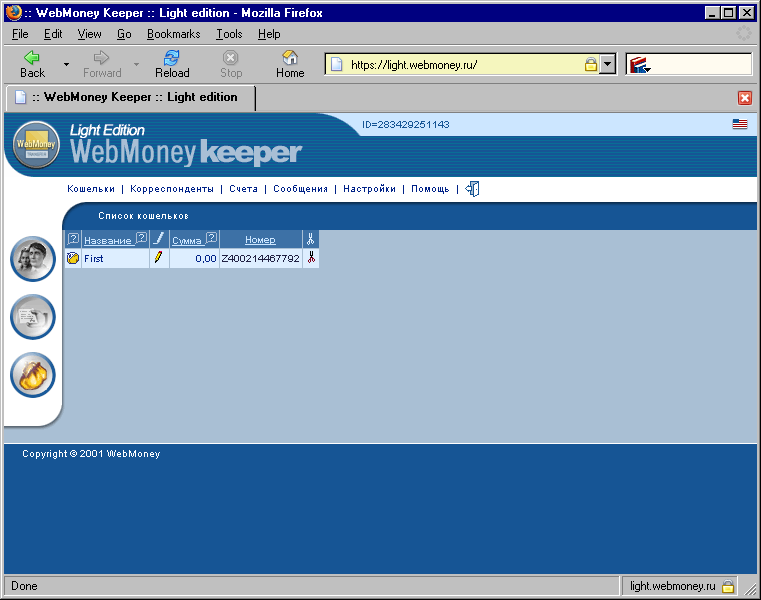 :: WebMoney Keeper :: Light edition - Mozilla Firefox
File Edit View Go Bookmarks Tools Help
Back Forward Reload Stop Home https://light.webmoney.ru/
:: WebMoney Keeper :: Light edition
WebMoney Light Edition ID=283429251143
WebMoney keeper
Кошельки | Корреспонденты | Счета | Сообщения | Настройки | Помощь |
Список кошельков
Название Сумма Номер
First 0,00 Z400214467792
Copyright © 2001 WebMoney
Done light.webmoney.ru